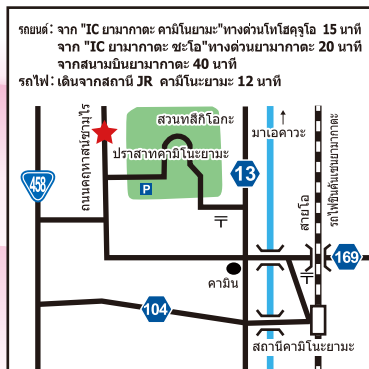 รถยนต์: จาก "IC ยามากาตะ คามิโนยามะ"ทางด่วนโทโฮคุจูโอ 15 นาที
จาก "IC ยามากาตะ ซะโอ"ทางด่วนยามากาตะ 20 นาที
จากสนามบินยามากาตะ 40 นาที
รถไฟ: เดินจากสถานี JR คามิโนะยามะ 12 นาที
สวนทสึกิโอกะ
มาเอคาวะ
ปราสาทคามิโนะยามะ
ถนนคฤหาสน์ซามุไร
P
13
458
สายโอ
รถไฟชินคันเซนยามากาตะ
〒
169
〒
คามิน
104
สถานีคามิโนะยามะ